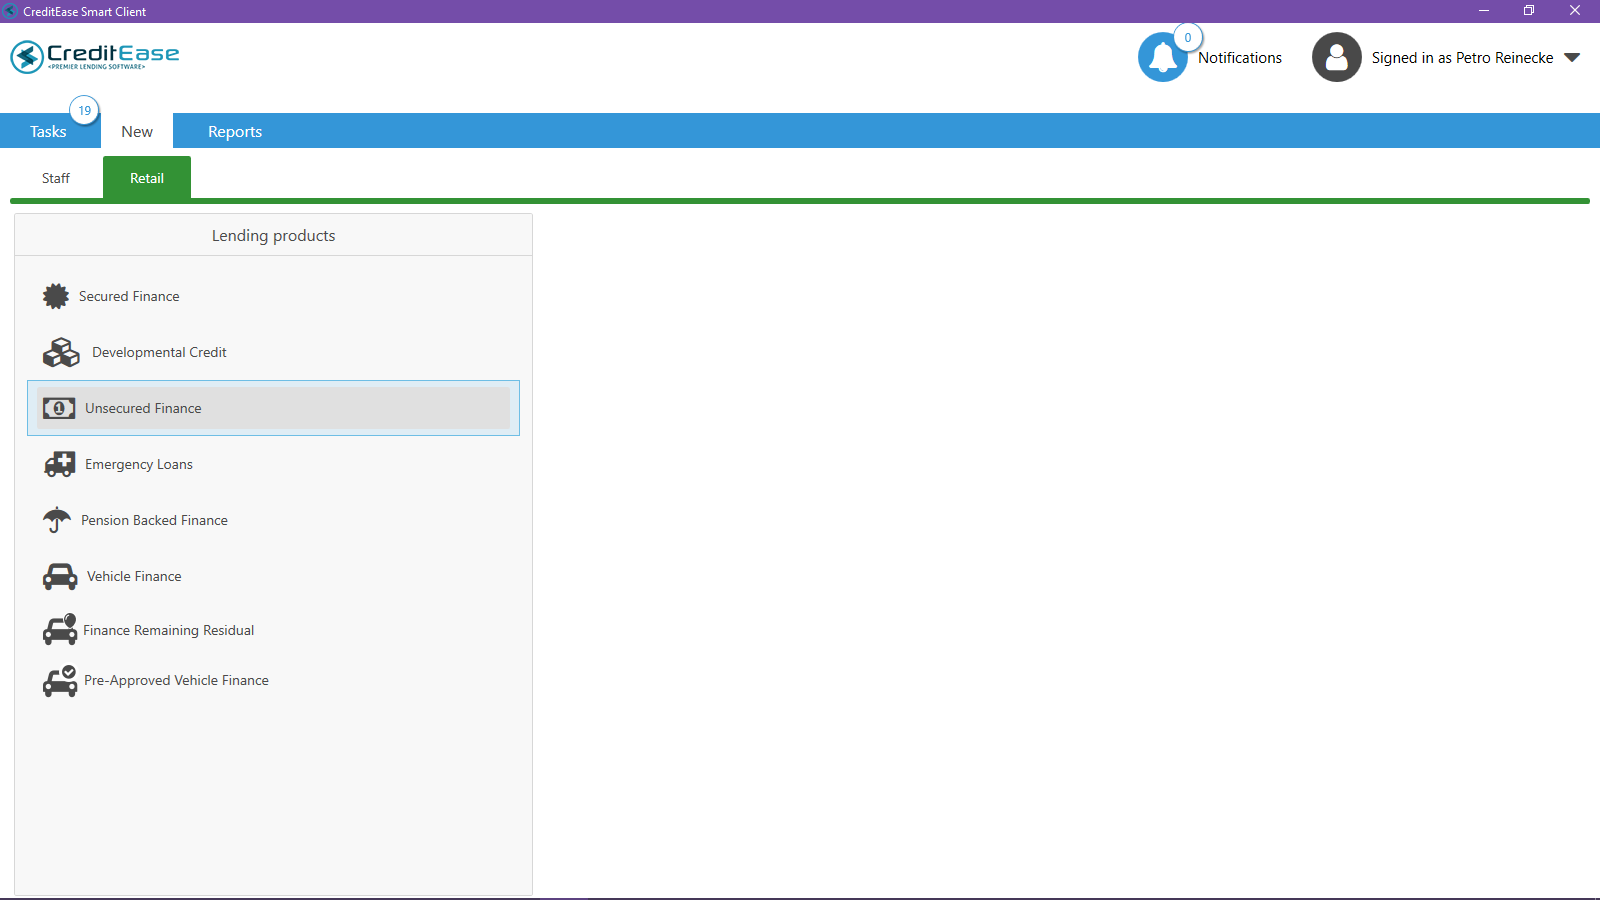 CreditEase Smart Client
CreditEase
<PREMIER LENDING SOFTWARE>
0
Notifications
Signed in as Petro Reinecke
19
Tasks
New
Reports
Staff
Retail
Lending products
Secured Finance
Developmental Credit
1
Unsecured Finance
Emergency Loans
Pension Backed Finance
Vehicle Finance
Finance Remaining Residual
Pre-Approved Vehicle Finance